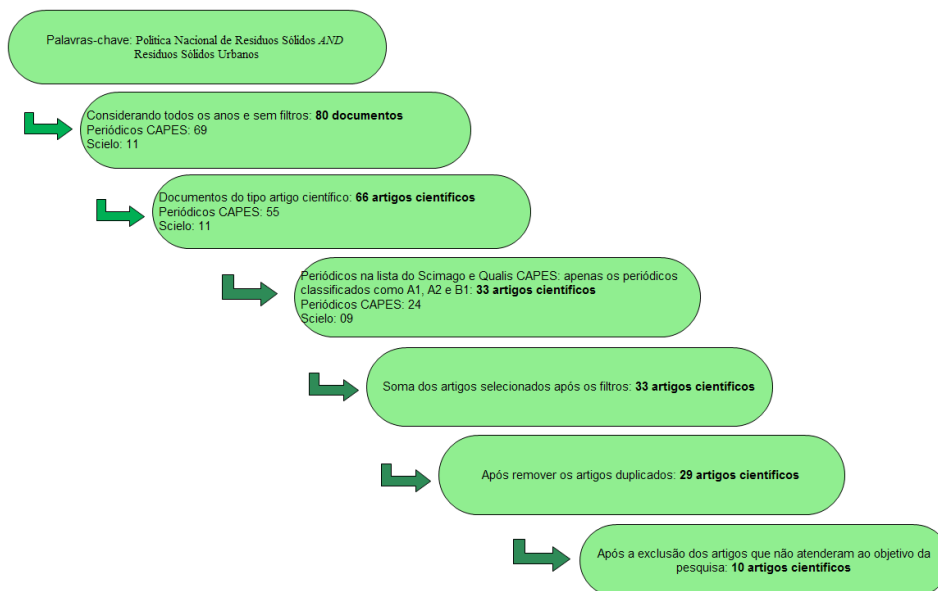 Palavras-chave: Politica Nacional de Residuos Sólidos AND
Residuos Sólidos Urbanos
Considerando todos os anos e sem filtros: 80 documentos
Periódicos CAPES: 69
Scielo: 11
Documentos do tipo artigo científico: 66 artigos científicos
Periódicos CAPES: 55
Scielo: 11
Periódicos na lista do Scimago e Qualis CAPES: apenas os periódicos
classificados como A1, A2 e B1: 33 artigos científicos
Periódicos CAPES: 24
Scielo: 09
Soma dos artigos selecionados após os filtros: 33 artigos científicos
Após remover os artigos duplicados: 29 artigos científicos
Após a exclusão dos artigos que não atenderam ao objetivo da
pesquisa: 10 artigos científicos